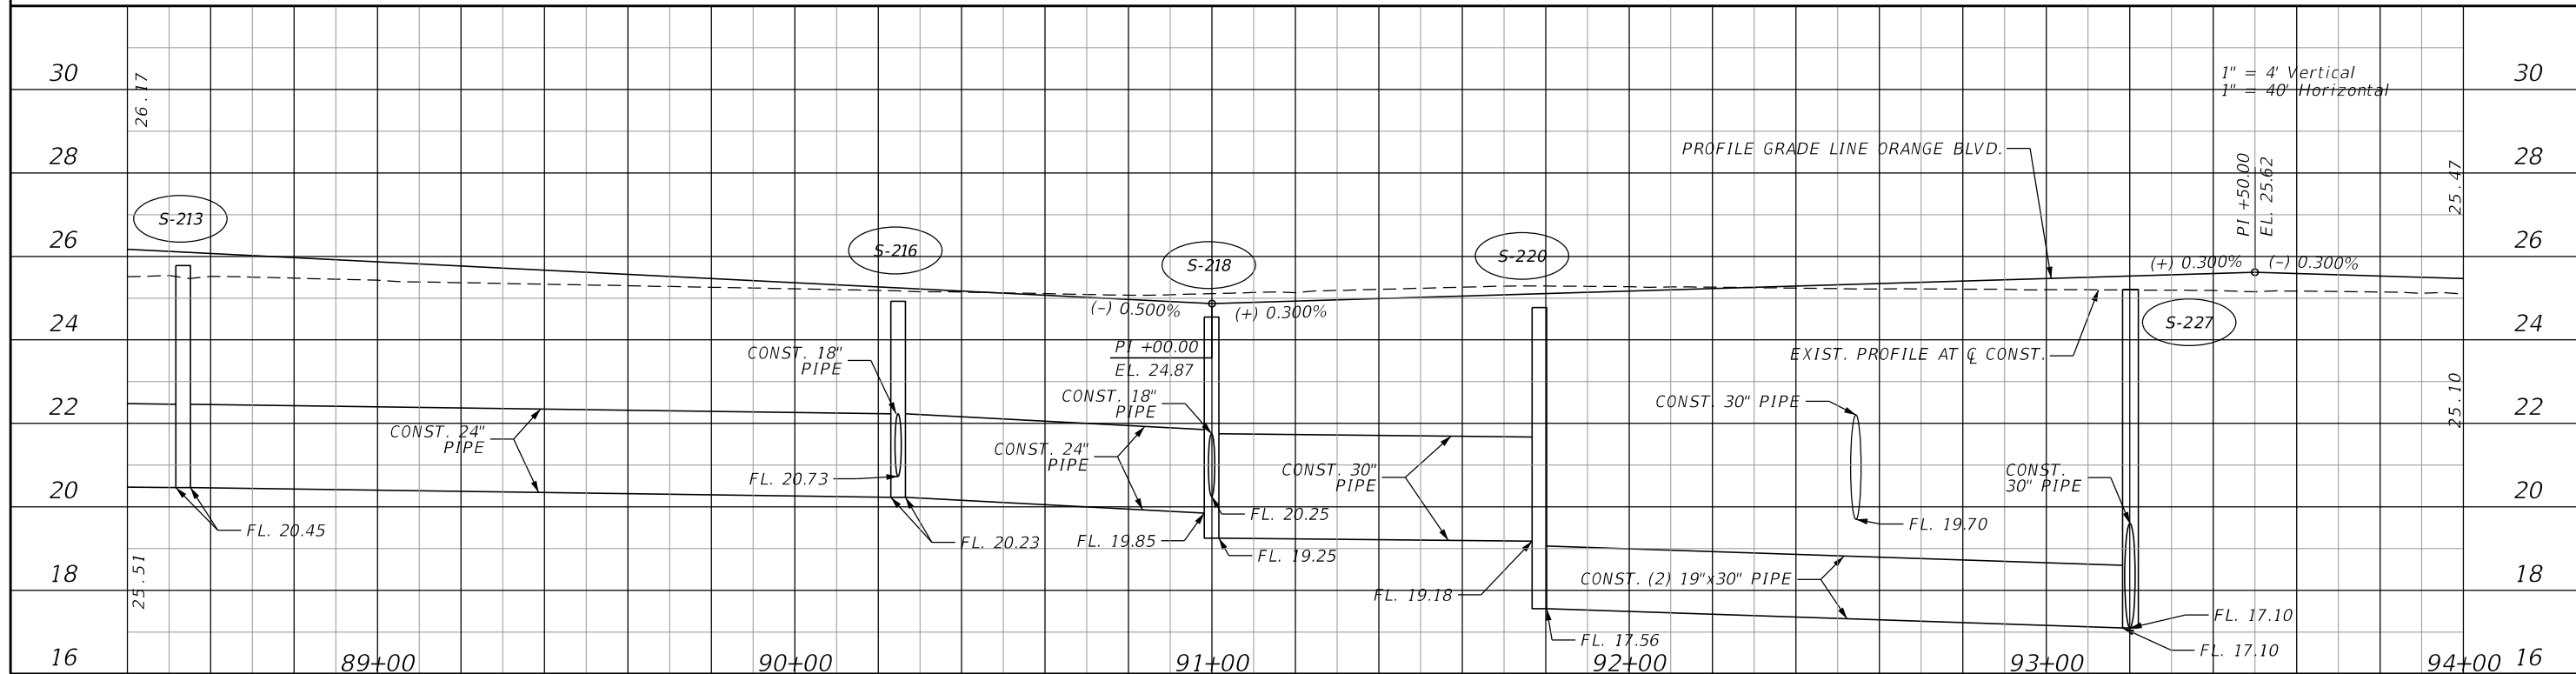 30
28
26
24
22
20
18
16
26.17
25.51
S-213
FL. 20.45
CONST. 24"
PIPE
CONST. 18"
PIPE
S-216
FL. 20.73
FL. 20.23
CONST. 24"
PIPE
(-) 0.500%
PI +00.00
EL. 24.87
CONST. 18"
PIPE
S-218
(+) 0.300%
FL. 19.85
FL. 20.25
FL. 19.25
CONST. 30"
PIPE
S-220
FL. 19.18
FL. 17.56
CONST. (2) 19"x30" PIPE
CONST. 30" PIPE
FL. 19.70
PROFILE GRADE LINE ORANGE BLVD.
EXIST. PROFILE AT ℄ CONST.
CONST.
30" PIPE
S-227
FL. 17.10
FL. 17.10
(+) 0.300%
PI +50.00
EL. 25.62
(-) 0.300%
1" = 4' Vertical
1" = 40' Horizontal
25.47
25.10
30
28
26
24
22
20
18
16
89+00
90+00
91+00
92+00
93+00
94+00